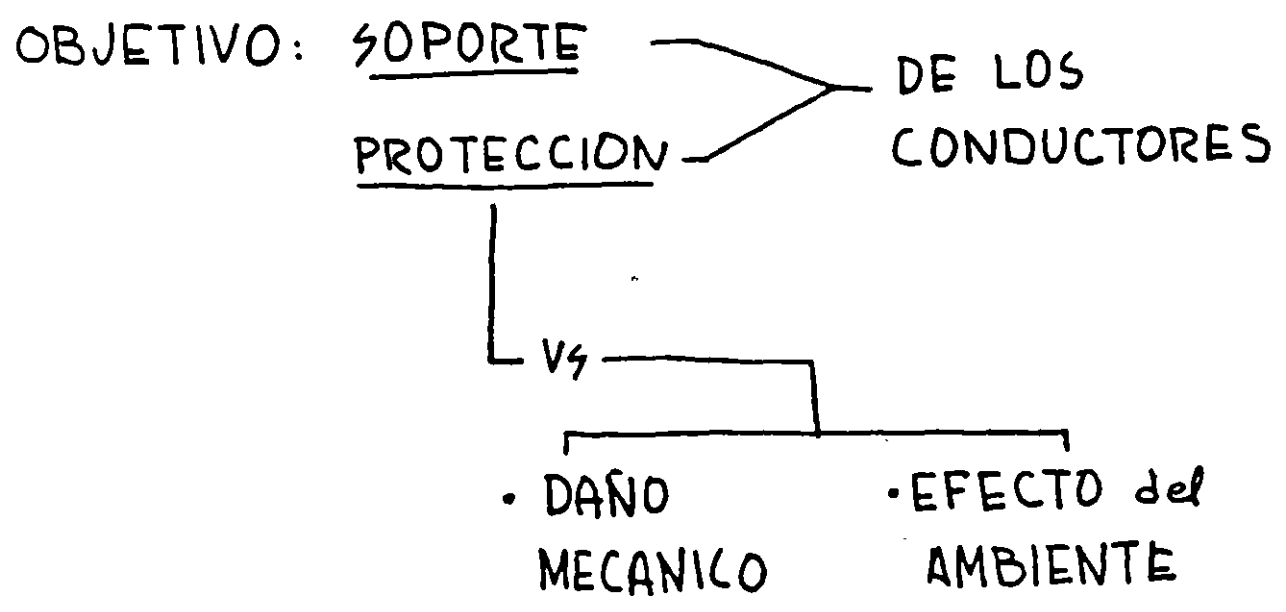 OBJETIVO: SOPORTE
DE LOS
CONDUCTORES
PROTECCION
VS
· DAÑO
MECANICO
· EFECTO del
AMBIENTE